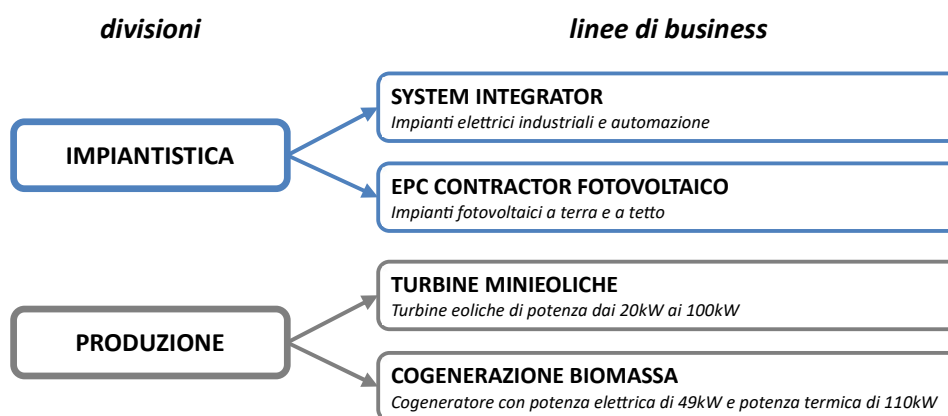 divisioni
linee di business
IMPIANTISTICA
SYSTEM INTEGRATOR
Impianti elettrici industriali e automazione
EPC CONTRACTOR FOTOVOLTAICO
Impianti fotovoltaici a terra e a tetto
PRODUZIONE
TURBINE MINIEOLICHE
Turbine eoliche di potenza dai 20kW ai 100kW
COGENERAZIONE BIOMASSA
Cogeneratore con potenza elettrica di 49kW e potenza termica di 110kW